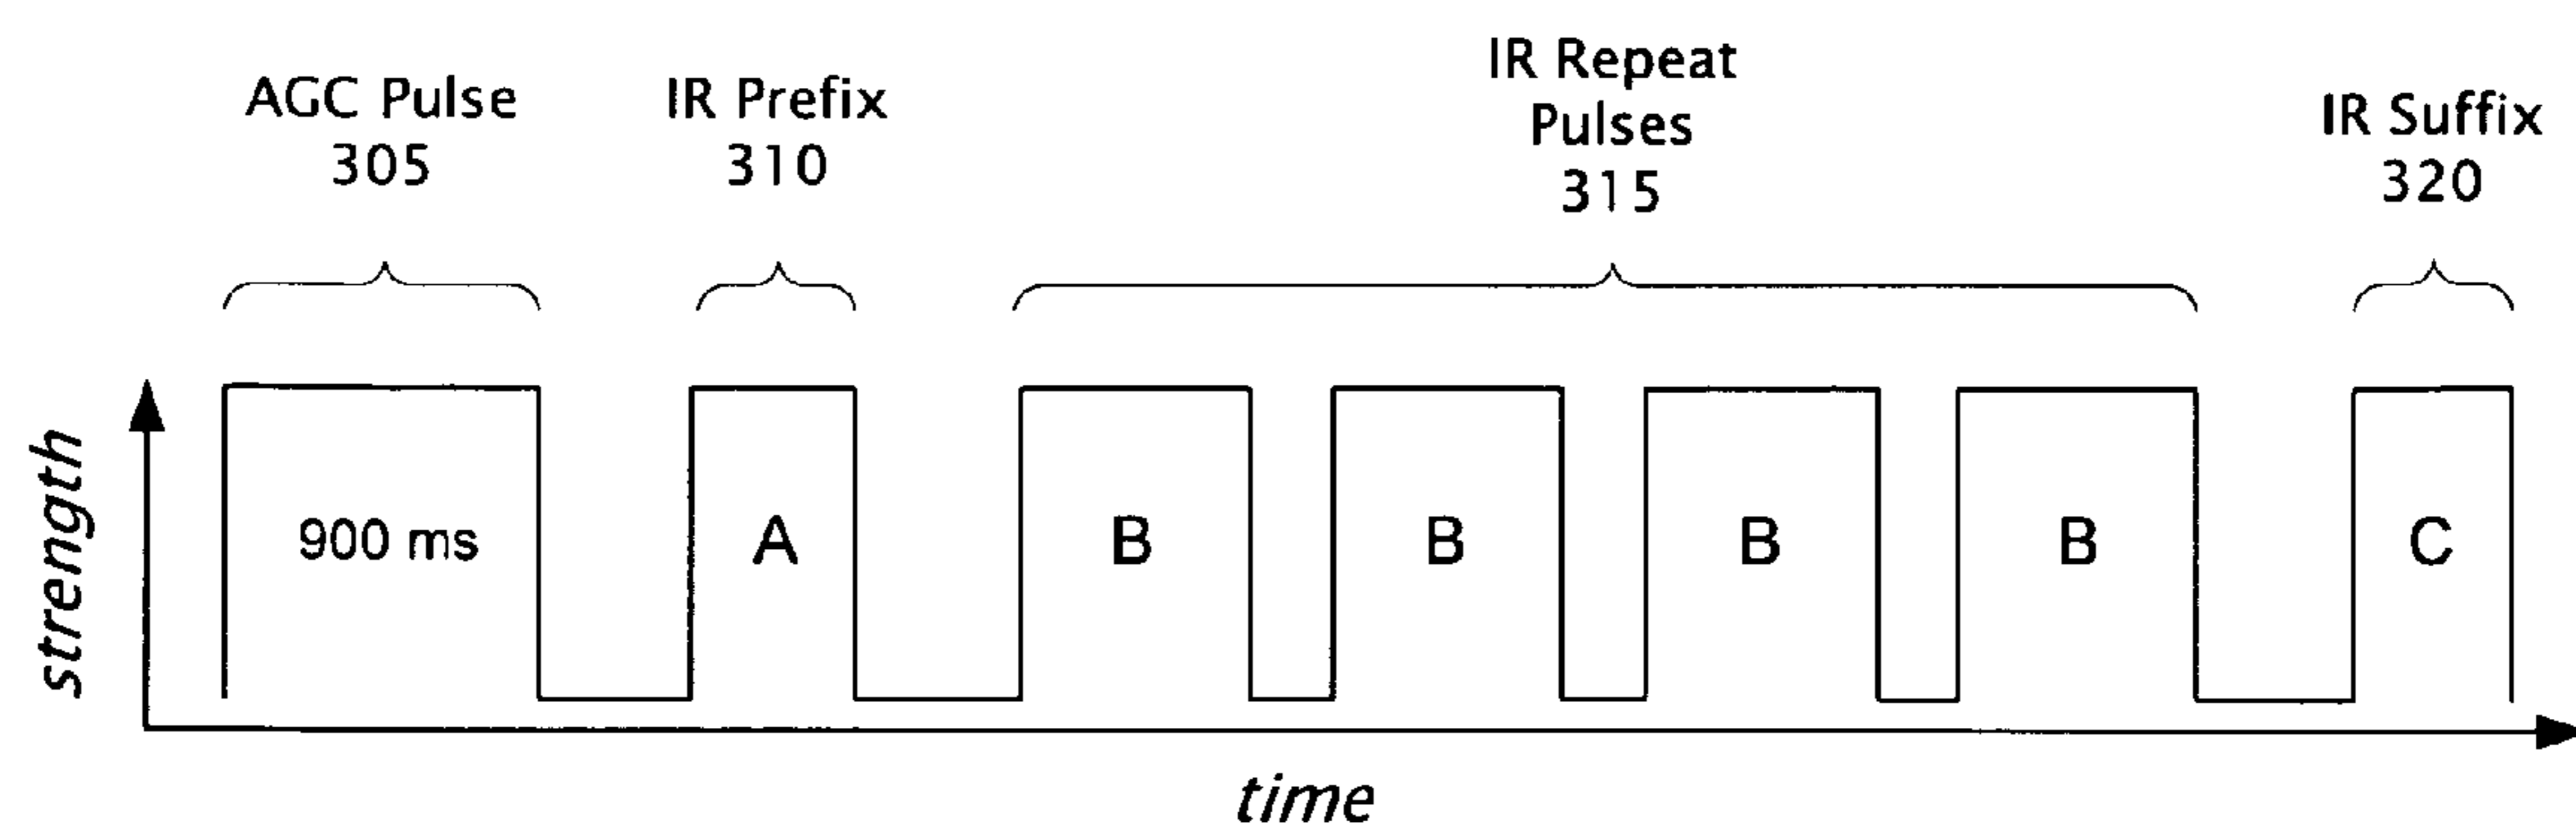 AGC Pulse
305
IR Prefix
310
IR Repeat
Pulses
315
IR Suffix
320
strength
900 ms
A
B
B
B
B
C
time